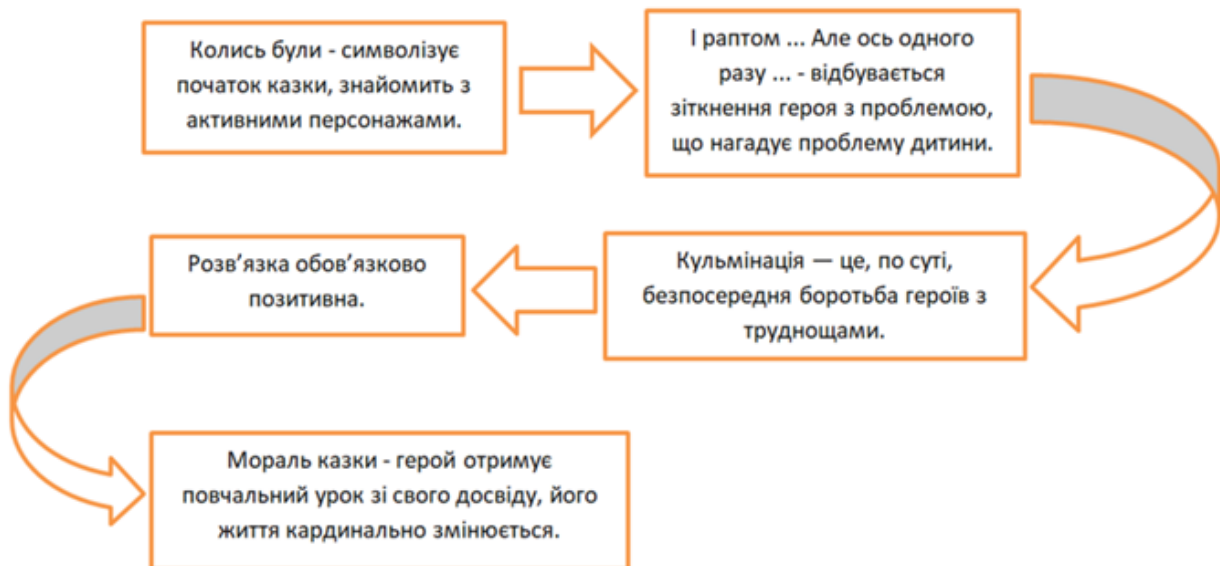 Колись були - символізує
початок казки, знайомить з
активними персонажами.
І раптом ... Але ось одного
разу ... - відбувається
зіткнення героя з проблемою,
що нагадує проблему дитини.
Кульмінація — це, по суті,
безпосередня боротьба героїв з
труднощами.
Розв’язка обов’язково
позитивна.
Мораль казки - герой отримує
повчальний урок зі свого досвіду, його
життя кардинально змінюється.